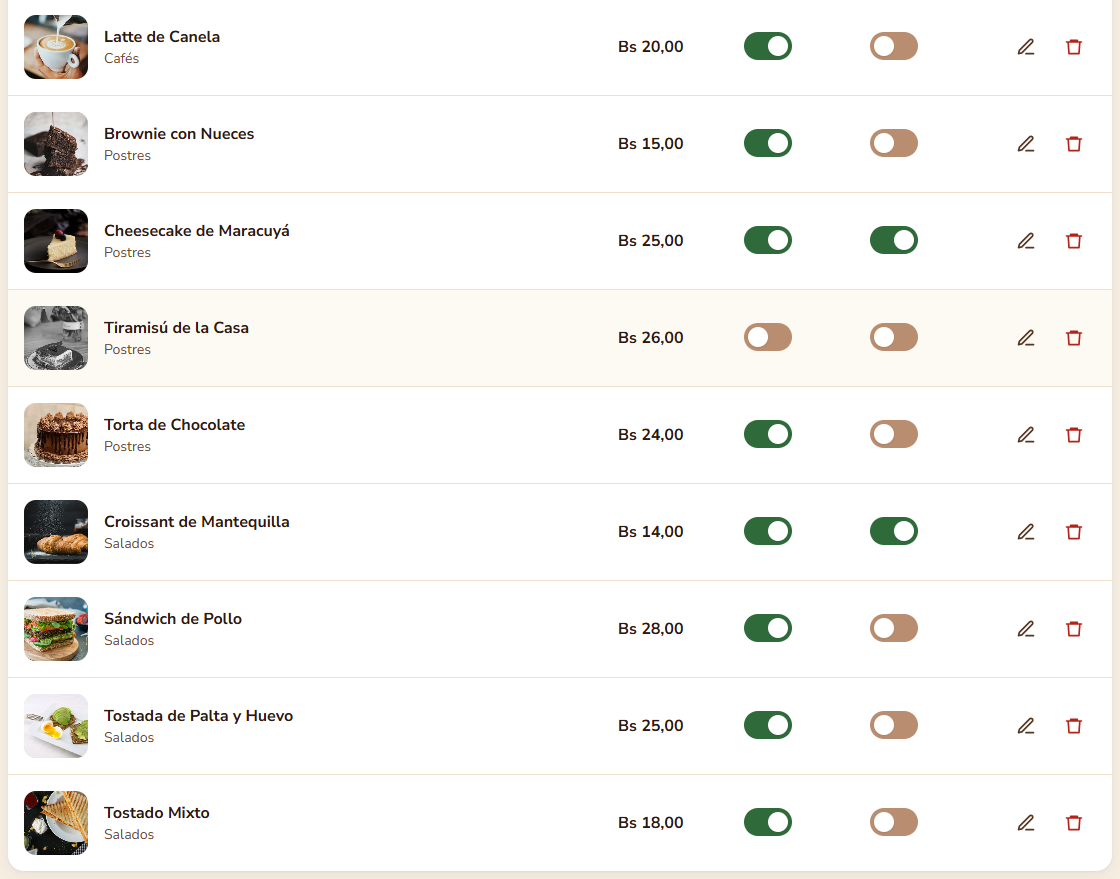 Latte de Canela
Cafés
Bs 20,00
Brownie con Nueces
Postres
Bs 15,00
Cheesecake de Maracuyá
Postres
Bs 25,00
Tiramisú de la Casa
Postres
Bs 26,00
Torta de Chocolate
Postres
Bs 24,00
Croissant de Mantequilla
Salados
Bs 14,00
Sándwich de Pollo
Salados
Bs 28,00
Tostada de Palta y Huevo
Salados
Bs 25,00
Tostado Mixto
Salados
Bs 18,00